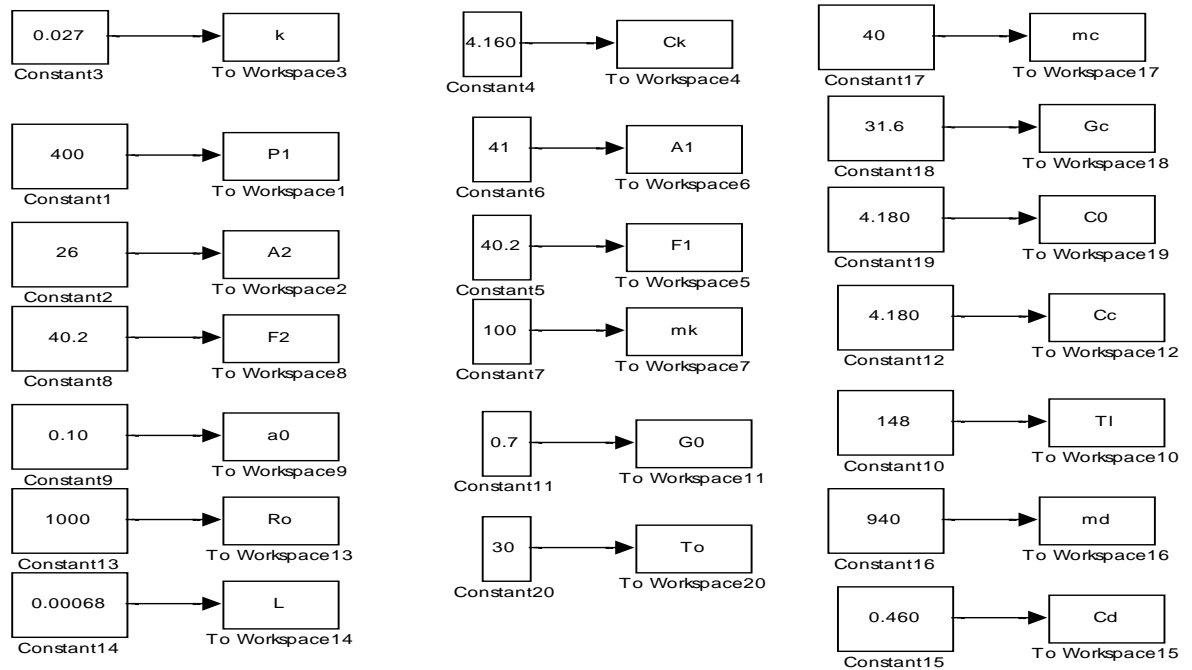 0.027
k
Constant3
To Workspace3
400
P1
Constant1
To Workspace1
26
A2
Constant2
To Workspace2
40.2
F2
Constant8
To Workspace8
0.10
a0
Constant9
To Workspace9
1000
Ro
Constant13
To Workspace13
0.00068
L
Constant14
To Workspace14
4.160
Ck
Constant4
To Workspace4
41
A1
Constant6
To Workspace6
40.2
F1
Constant5
To Workspace5
100
mk
Constant7
To Workspace7
0.7
G0
Constant11
To Workspace11
30
To
Constant20
To Workspace20
40
mc
Constant17
To Workspace17
31.6
Gc
Constant18
To Workspace18
4.180
C0
Constant19
To Workspace19
4.180
Cc
Constant12
To Workspace12
148
TI
Constant10
To Workspace10
940
md
Constant16
To Workspace16
0.460
Cd
Constant15
To Workspace15